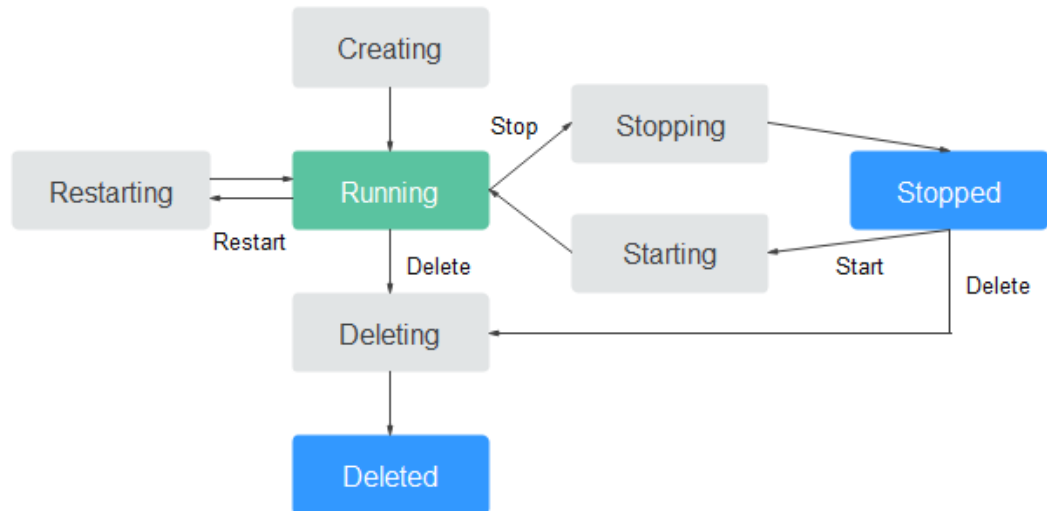 Creating
Stop
Stopping
Restarting
Running
Stopped
Restart
Starting
Start
Delete
Delete
Deleting
Deleted